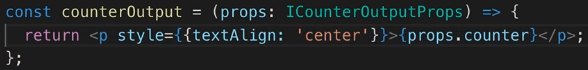 const counterOutput = (props: ICounterOutputProps) => {
  return <p style={{textAlign: 'center'}}>{props.counter}</p>;
};